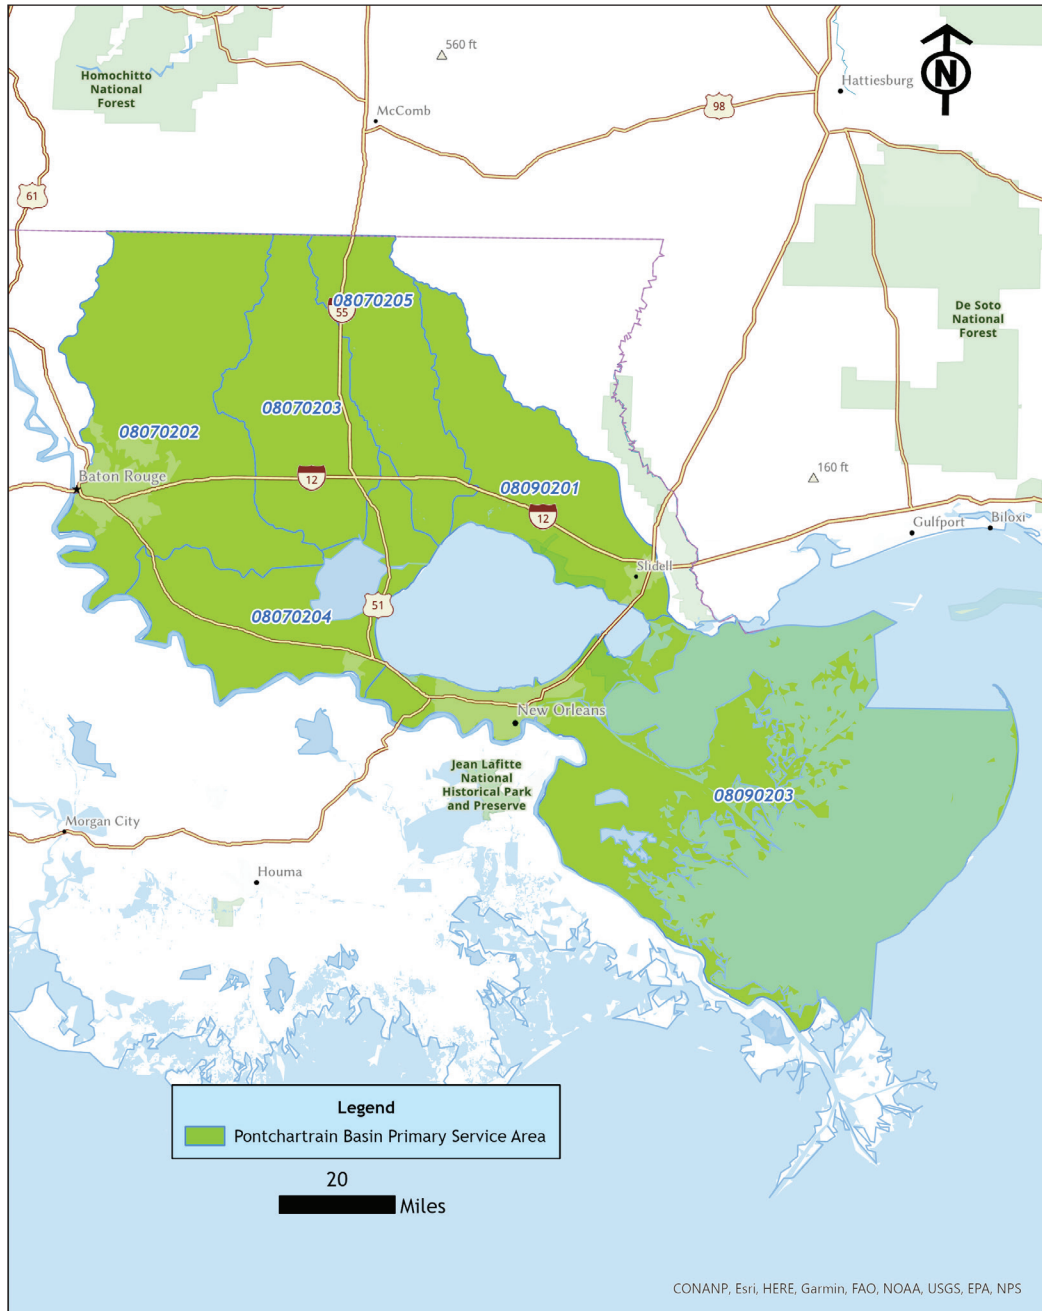 560 ft
Homochitto
National
Forest
N
Hattiesburg
98
McComb
61
De Soto
National
Forest
08070205
55
08070203
08070202
160 ft
Baton Rouge
12
08090201
12
Gulfport
Biloxi
Slidell
51
08070204
New Orleans
Jean Lafitte
National
Historical Park
and Preserve
08090203
Morgan City
Houma
Legend
Pontchartrain Basin Primary Service Area
20
Miles
CONANP, Esri, HERE, Garmin, FAO, NOAA, USGS, EPA, NPS